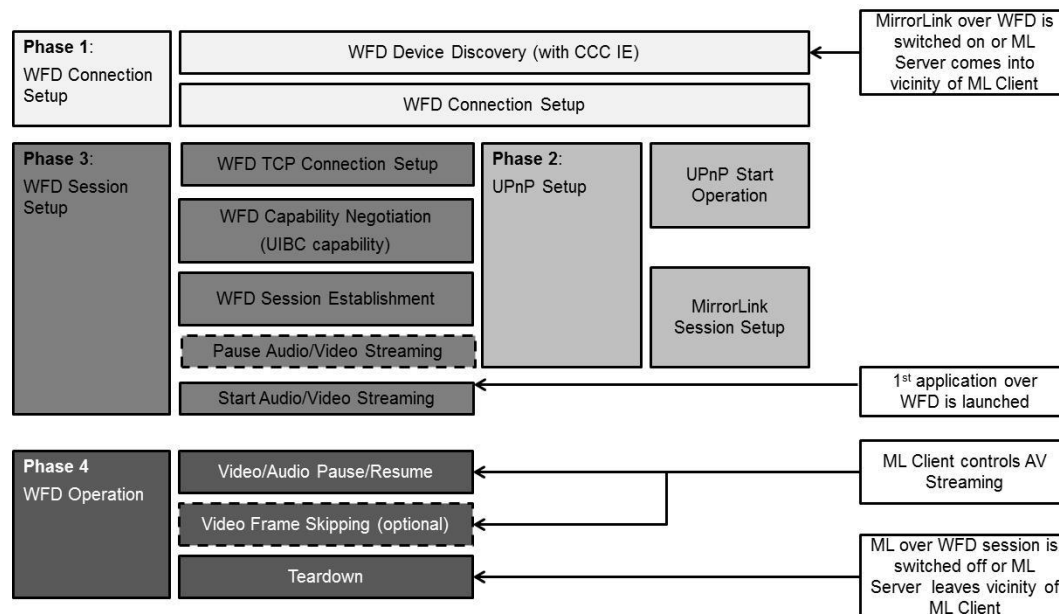 Phase 1:
WFD Connection
Setup
WFD Device Discovery (with CCC IE)
WFD Connection Setup
MirrorLink over WFD is
switched on or ML
Server comes into
vicinity of ML Client
Phase 3:
WFD Session
Setup
WFD TCP Connection Setup
WFD Capability Negotiation
(UIBC capability)
WFD Session Establishment
Pause Audio/Video Streaming
Start Audio/Video Streaming
Phase 2:
UPnP Setup
UPnP Start
Operation
MirrorLink
Session Setup
1st application over
WFD is launched
Phase 4
WFD Operation
Video/Audio Pause/Resume
Video Frame Skipping (optional)
Teardown
ML Client controls AV
Streaming
ML over WFD session is
switched off or ML
Server leaves vicinity of
ML Client